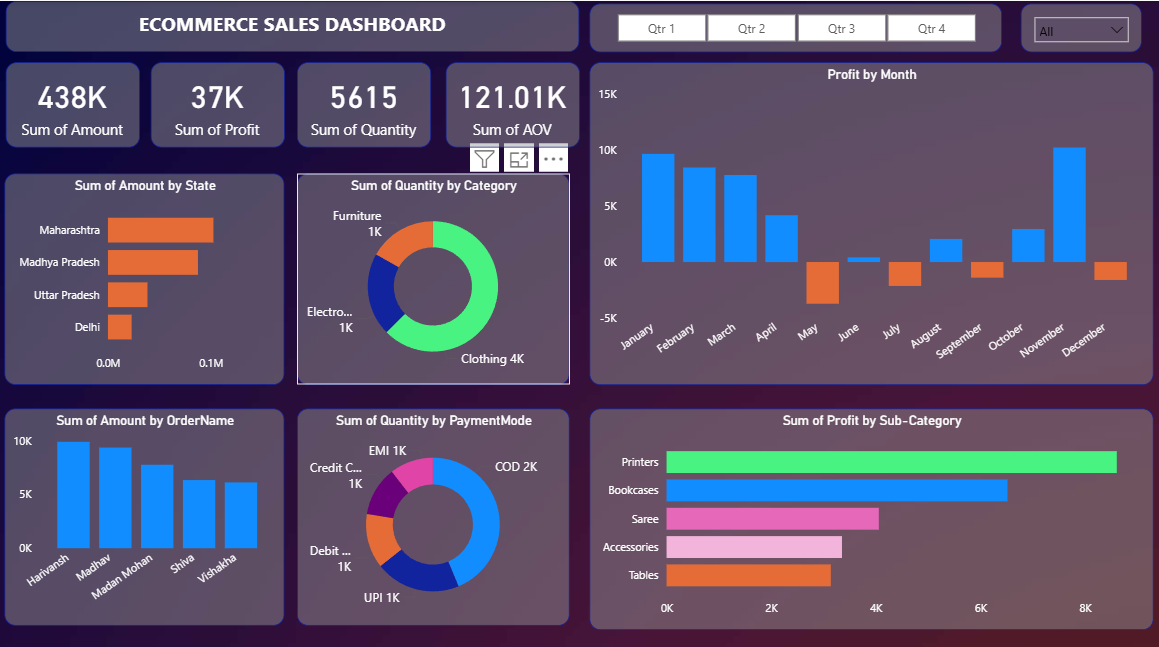 ECOMMERCE SALES DASHBOARD
Qtr 1
Qtr 2
Qtr 3
Qtr 4
All
438K
Sum of Amount
37K
Sum of Profit
5615
Sum of Quantity
121.01K
Sum of AOV
Profit by Month
15K
10K
5K
0K
-5K
January
February
March
April
May
June
July
August
September
October
November
December
Sum of Amount by State
Maharashtra
Madhya Pradesh
Uttar Pradesh
Delhi
0.0M
0.1M
Sum of Quantity by Category
Furniture
1K
Electro...
1K
Clothing 4K
Sum of Amount by OrderName
10K
5K
0K
Harivansh
Madhav
Madan Mohan
Shiva
Vishakha
Sum of Quantity by PaymentMode
EMI 1K
Credit C...
1K
COD 2K
Debit ...
1K
UPI 1K
Sum of Profit by Sub-Category
Printers
Bookcases
Saree
Accessories
Tables
0K
2K
4K
6K
8K